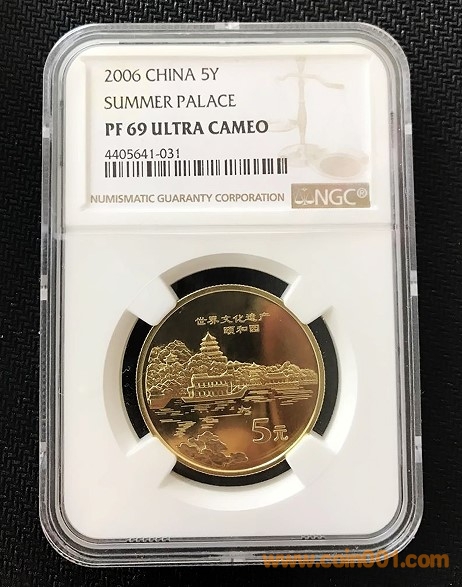 2006 CHINA 5Y
SUMMER PALACE
PF 69 ULTRA CAMEO
4405641-031
NUMISMATIC GUARANTY CORPORATION NGC®
世界文化遗产
颐和园
5元
www.coin001.com